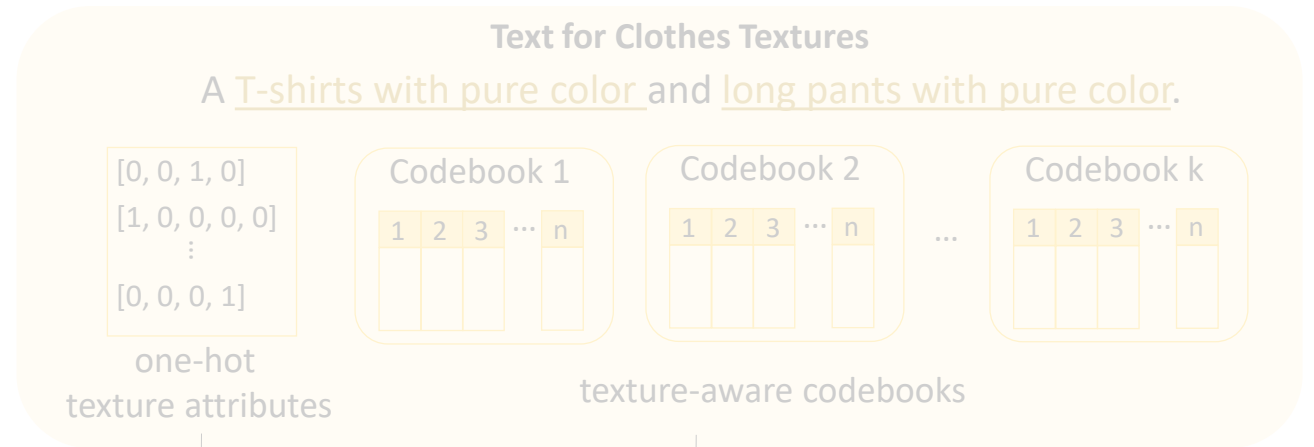 Text for Clothes Textures
A T-shirts with pure color and long pants with pure color.
[0, 0, 1, 0]
[1, 0, 0, 0, 0]
⋮
[0, 0, 0, 1]
one-hot
texture attributes
Codebook 1
1 2 3 ... n
Codebook 2
1 2 3 ... n
...
Codebook k
1 2 3 ... n
texture-aware codebooks